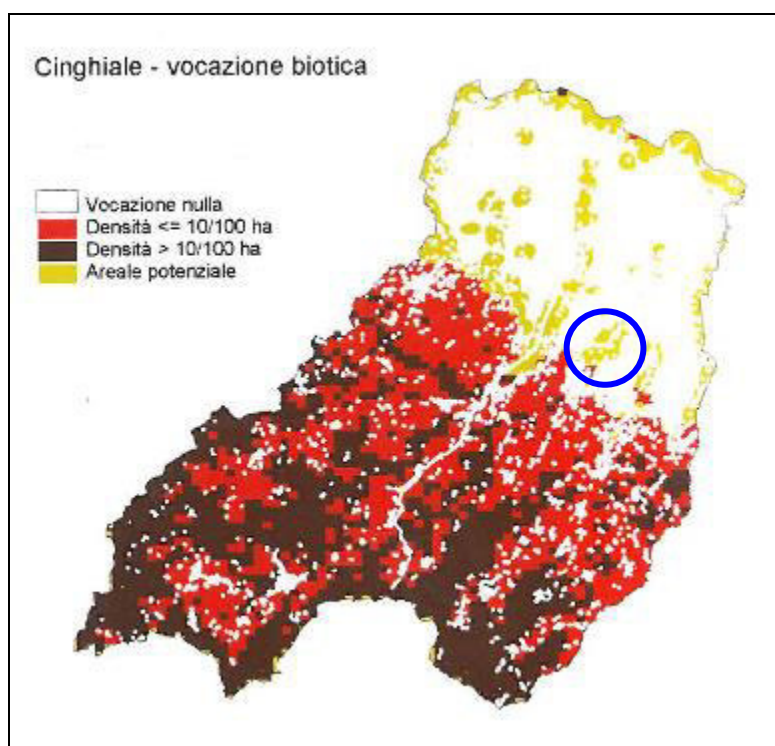 Cinghiale - vocazione biotica
Vocazione nulla
Densità <= 10/100 ha
Densità > 10/100 ha
Areale potenziale